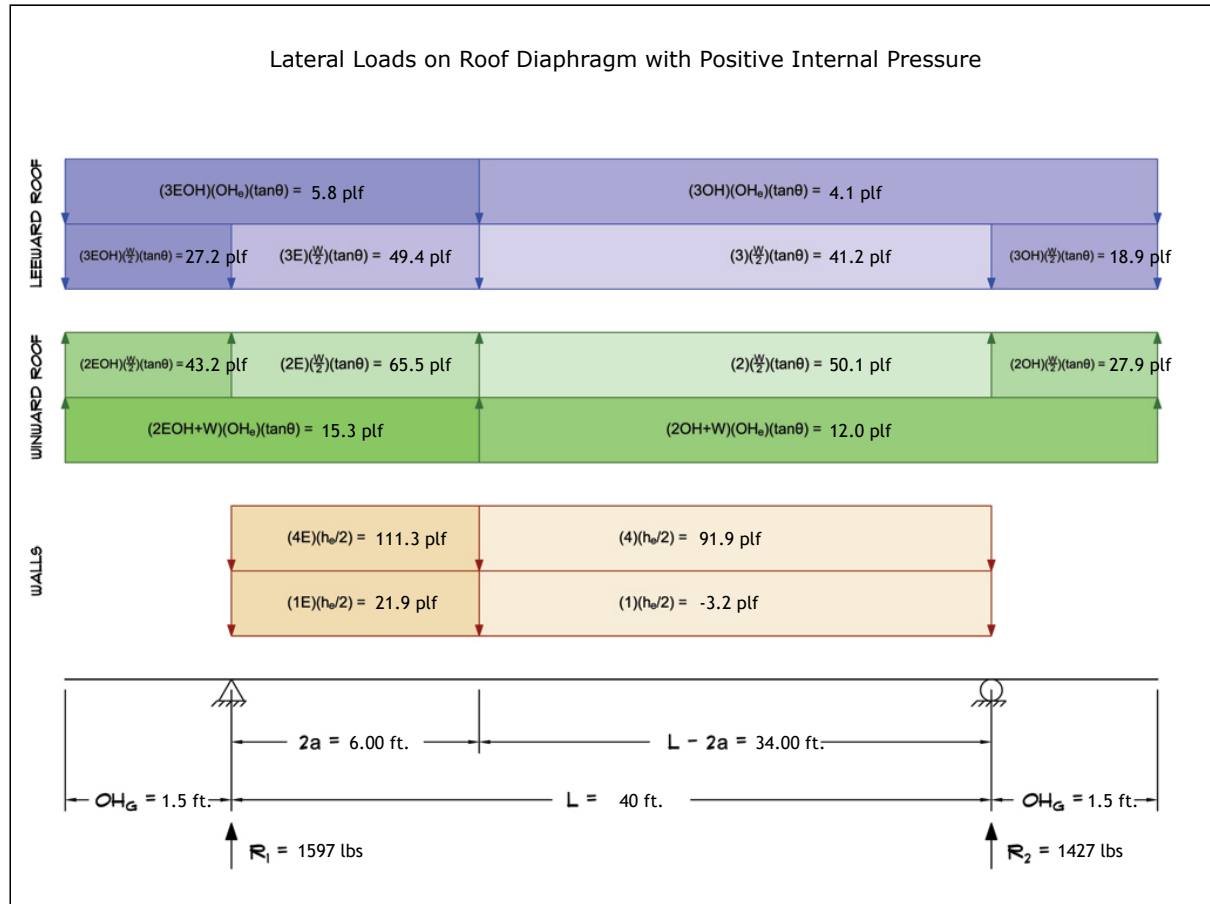 Lateral Loads on Roof Diaphragm with Positive Internal Pressure
LEEWARD ROOF
(3EOH)(OHₑ)(tanθ) = 5.8 plf
(3OH)(OHₑ)(tanθ) = 4.1 plf
(3EOH)(W/2)(tanθ) = 27.2 plf
(3E)(W/2)(tanθ) = 49.4 plf
(3)(W/2)(tanθ) = 41.2 plf
(3OH)(W/2)(tanθ) = 18.9 plf
WINWARD ROOF
(2EOH)(W/2)(tanθ) = 43.2 plf
(2E)(W/2)(tanθ) = 65.5 plf
(2)(W/2)(tanθ) = 50.1 plf
(2OH)(W/2)(tanθ) = 27.9 plf
(2EOH+W)(OHₑ)(tanθ) = 15.3 plf
(2OH+W)(OHₑ)(tanθ) = 12.0 plf
WALLS
(4E)(hₑ/2) = 111.3 plf
(4)(hₑ/2) = 91.9 plf
(1E)(hₑ/2) = 21.9 plf
(1)(hₑ/2) = -3.2 plf
2a = 6.00 ft.
L - 2a = 34.00 ft.
OH_G = 1.5 ft.
L = 40 ft.
OH_G = 1.5 ft.
R₁ = 1597 lbs
R₂ = 1427 lbs